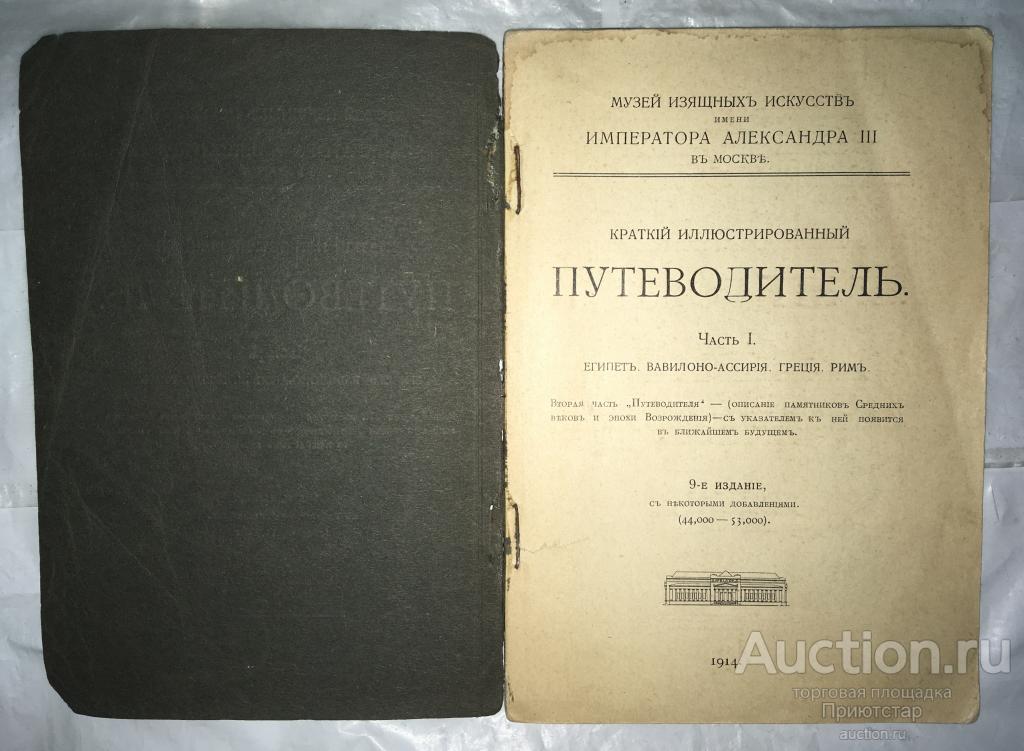 МУЗЕЙ ИЗЯЩНЫХЪ ИСКУССТВЪ
ИМЕНИ
ИМПЕРАТОРА АЛЕКСАНДРА III
ВЪ МОСКВѢ.
КРАТКІЙ ИЛЛЮСТРИРОВАННЫЙ
ПУТЕВОДИТЕЛЬ.
Часть I.
ЕГИПЕТЪ. ВАВИЛОНО-АССИРІЯ. ГРЕЦІЯ. РИМЪ.
Вторая часть „Путеводителя“ — (описаніе памятниковъ Среднихъ
вѣковъ и эпохи Возрожденія)—съ указателемъ къ ней появится
въ ближайшемъ будущемъ.
9-е изданіе,
съ нѣкоторыми добавленіями.
(44,000 — 53,000).
1914.
Auction.ru
торговая площадка
Приютстар
auction.ru